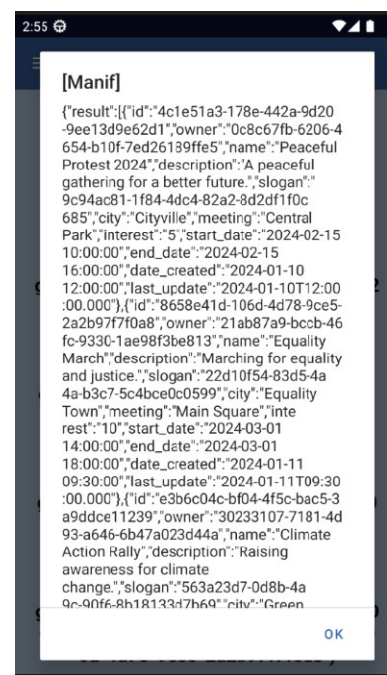 2:55
[Manif]
{"result":[{"id":"4c1e51a3-178e-442a-9d20
-9ee13d9e62d1","owner":"0c8c67fb-6206-4
654-b10f-7ed26189ffe5","name":"Peaceful
Protest 2024","description":"A peaceful
gathering for a better future.","slogan":"
9c94ac81-1f84-4dc4-82a2-8d2df1f0c
685","city":"Cityville","meeting":"Central
Park","interest":"5","start_date":"2024-02-15
10:00:00","end_date":"2024-02-15
16:00:00","date_created":"2024-01-10
12:00:00","last_update":"2024-01-10T12:00
:00.000"},{"id":"8658e41d-106d-4d78-9ce5-
2a2b97f7f0a8","owner":"21ab87a9-bccb-46
fc-9330-1ae98f3be813","name":"Equality
March","description":"Marching for equality
and justice.","slogan":"22d10f54-83d5-4a
4a-b3c7-5c4bce0c0599","city":"Equality
Town","meeting":"Main Square","inte
rest":"10","start_date":"2024-03-01
14:00:00","end_date":"2024-03-01
18:00:00","date_created":"2024-01-11
09:30:00","last_update":"2024-01-11T09:30
:00.000"},{"id":"e3b6c04c-bf04-4f5c-bac5-3
a9ddce11239","owner":"30233107-7181-4d
93-a646-6b47a023d44a","name":"Climate
Action Rally","description":"Raising
awareness for climate
change.","slogan":"563a23d7-0d8b-4a
9c-90f6-8b18133d7b69","city":"Green
OK